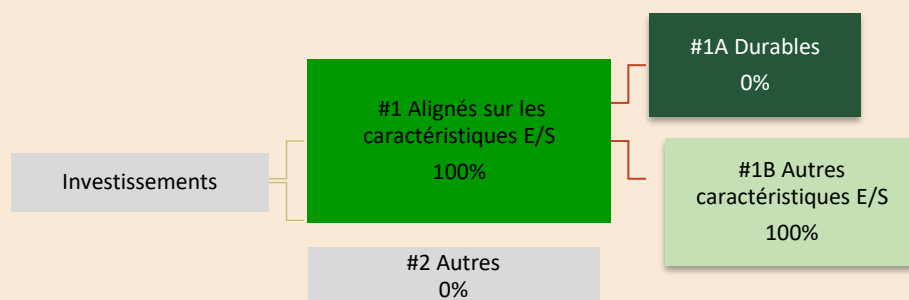 Investissements
#1 Alignés sur les
caractéristiques E/S
100%
#2 Autres
0%
#1A Durables
0%
#1B Autres
caractéristiques E/S
100%